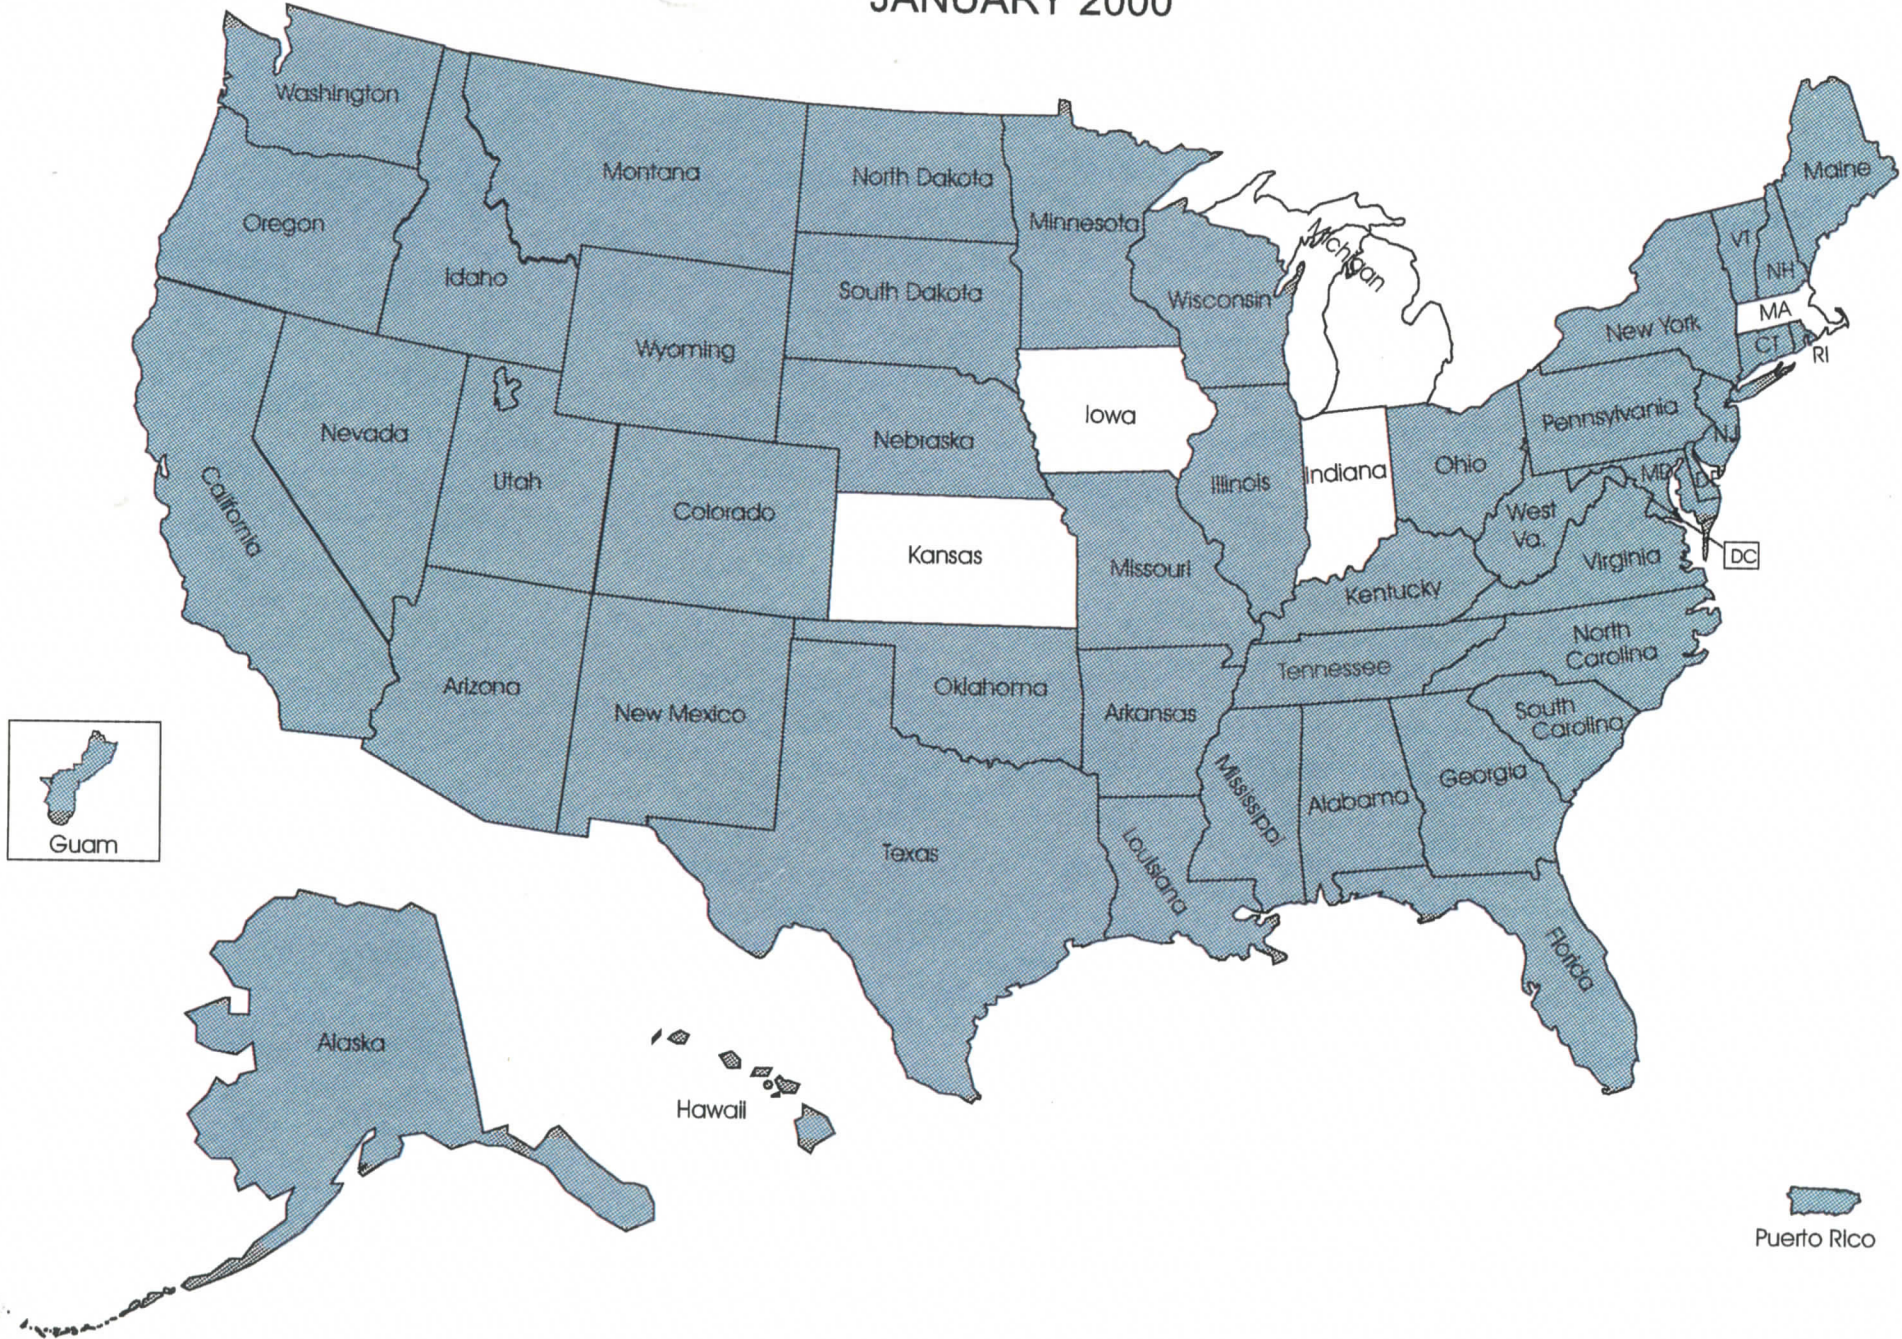 JANUARY 2000
Washington
Montana
North Dakota
Minnesota
Maine
Oregon
Idaho
South Dakota
Wisconsin
Michigan
VT
NH
MA
New York
CT
RI
Wyoming
Iowa
Nevada
Nebraska
Pennsylvania
NJ
Utah
Colorado
Illinois
Indiana
Ohio
MD
DE
California
Kansas
Missouri
West
Va.
Virginia
DC
Kentucky
North
Carolina
Arizona
New Mexico
Oklahoma
Arkansas
Tennessee
South
Carolina
Mississippi
Alabama
Georgia
Guam
Texas
Louisiana
Florida
Alaska
Hawaii
Puerto Rico